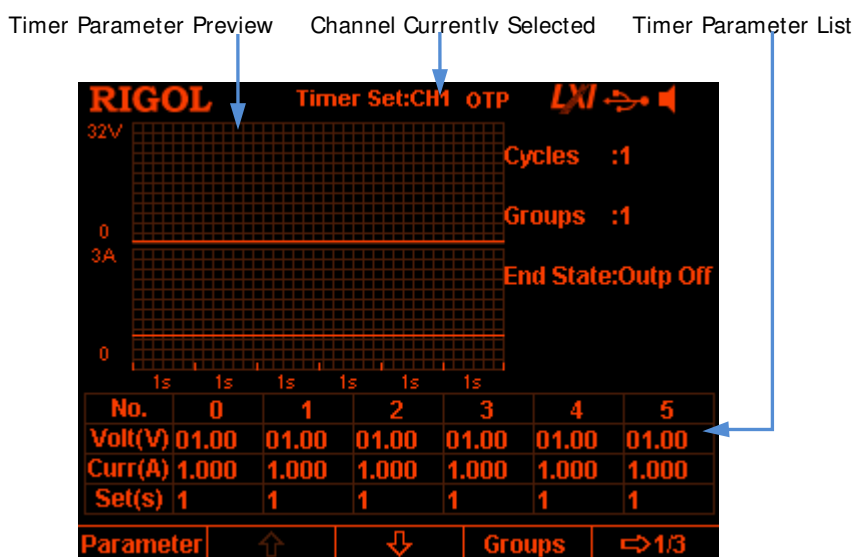 Timer Parameter Preview Channel Currently Selected Timer Parameter List
RIGOL Timer Set:CH1 OTP LXI
32V
Cycles :1
0
Groups :1
3A
End State:Outp Off
0
1s 1s 1s 1s 1s 1s
No. 0 1 2 3 4 5
Volt(V) 01.00 01.00 01.00 01.00 01.00 01.00
Curr(A) 1.000 1.000 1.000 1.000 1.000 1.000
Set(s) 1 1 1 1 1 1
Parameter Groups 1/3